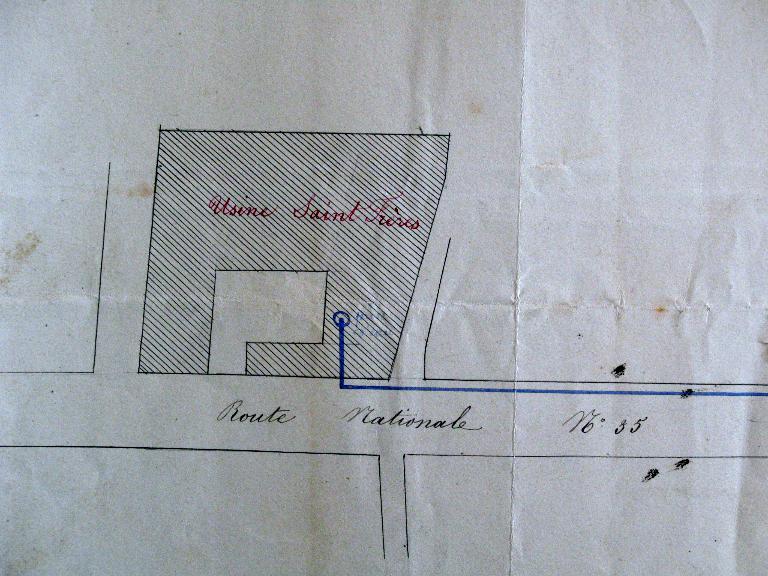 Usine Saint Frères
Route Nationale N° 35